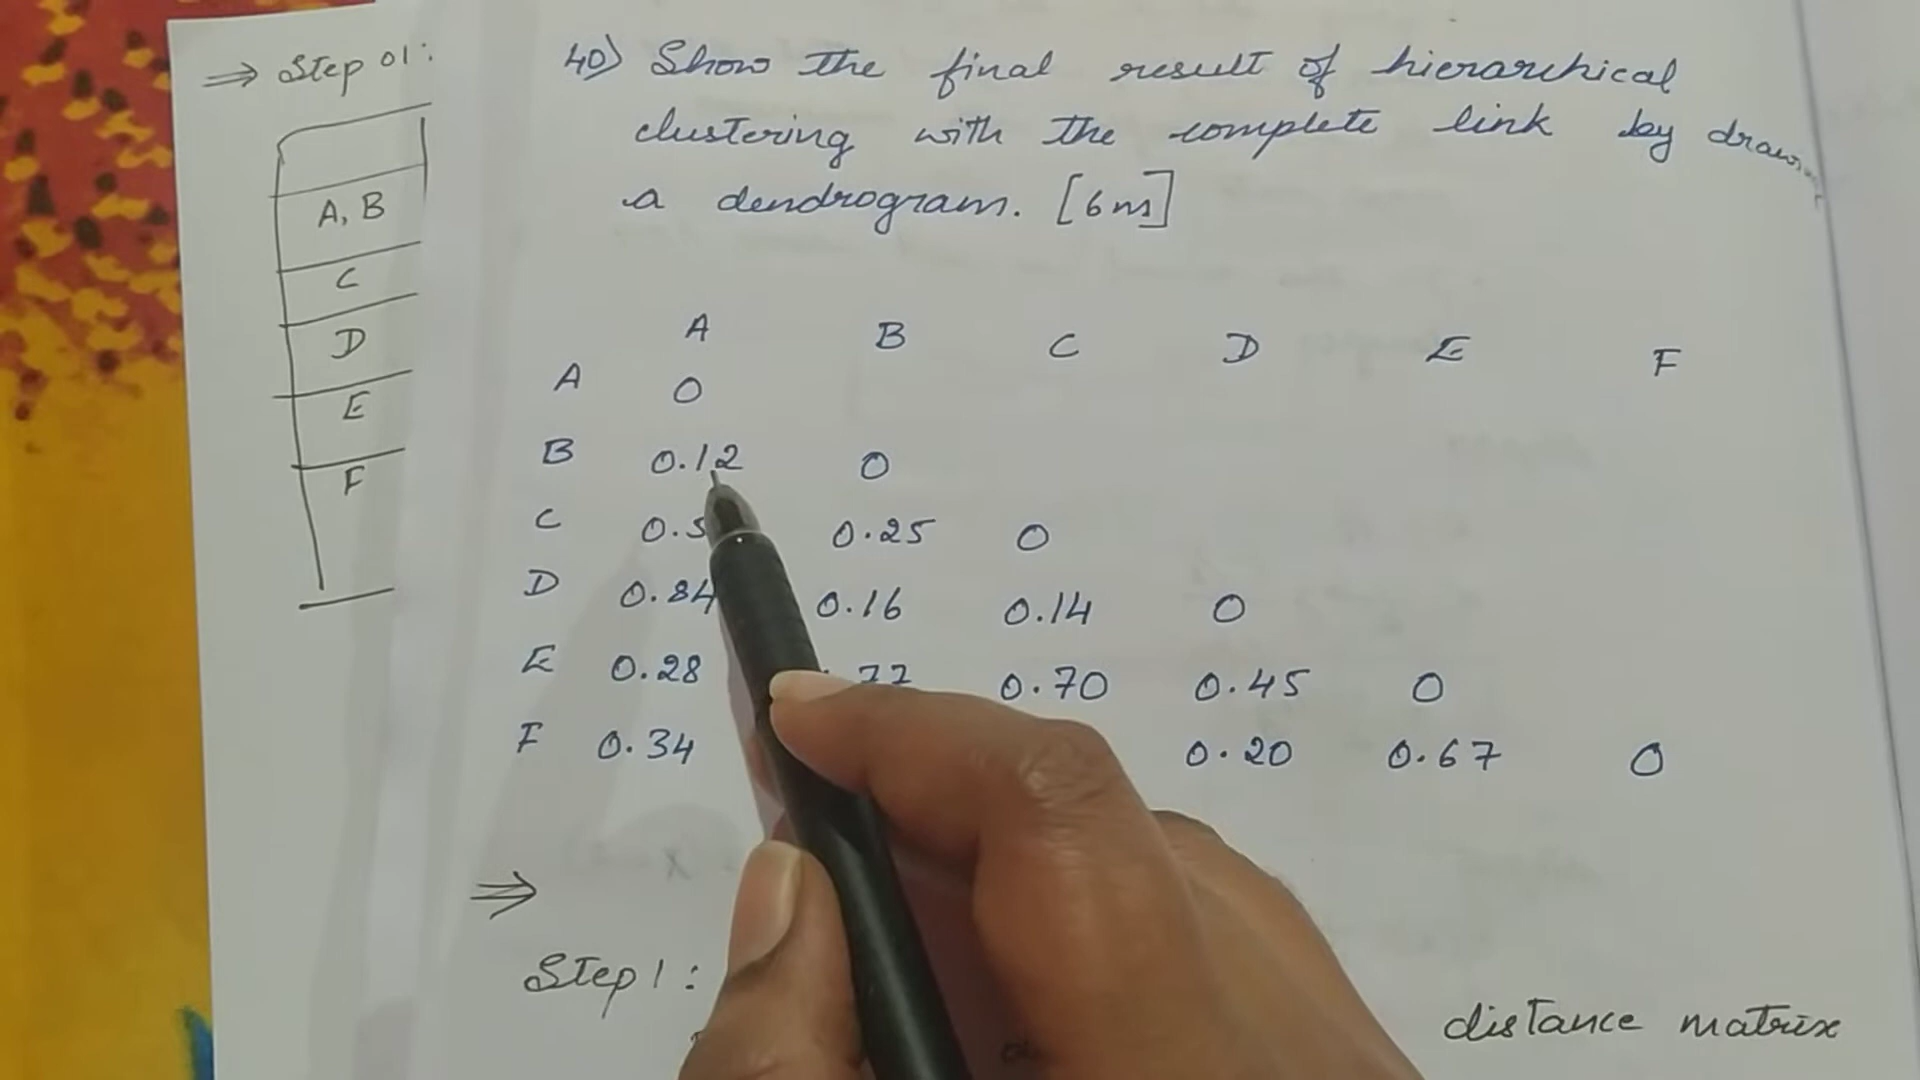 ⇒ Step 01:
A, B
C
D
E
F
40) Show the final result of hierarchical
clustering with the complete link by
a dendrogram. [6m]
A B C D E F
A 0
B 0.12 0
C 0.25 0
D 0.84 0.16 0.14 0
E 0.28 0.70 0.45 0
F 0.34 0.20 0.67 0
⇒
Step 1:
distance matrix